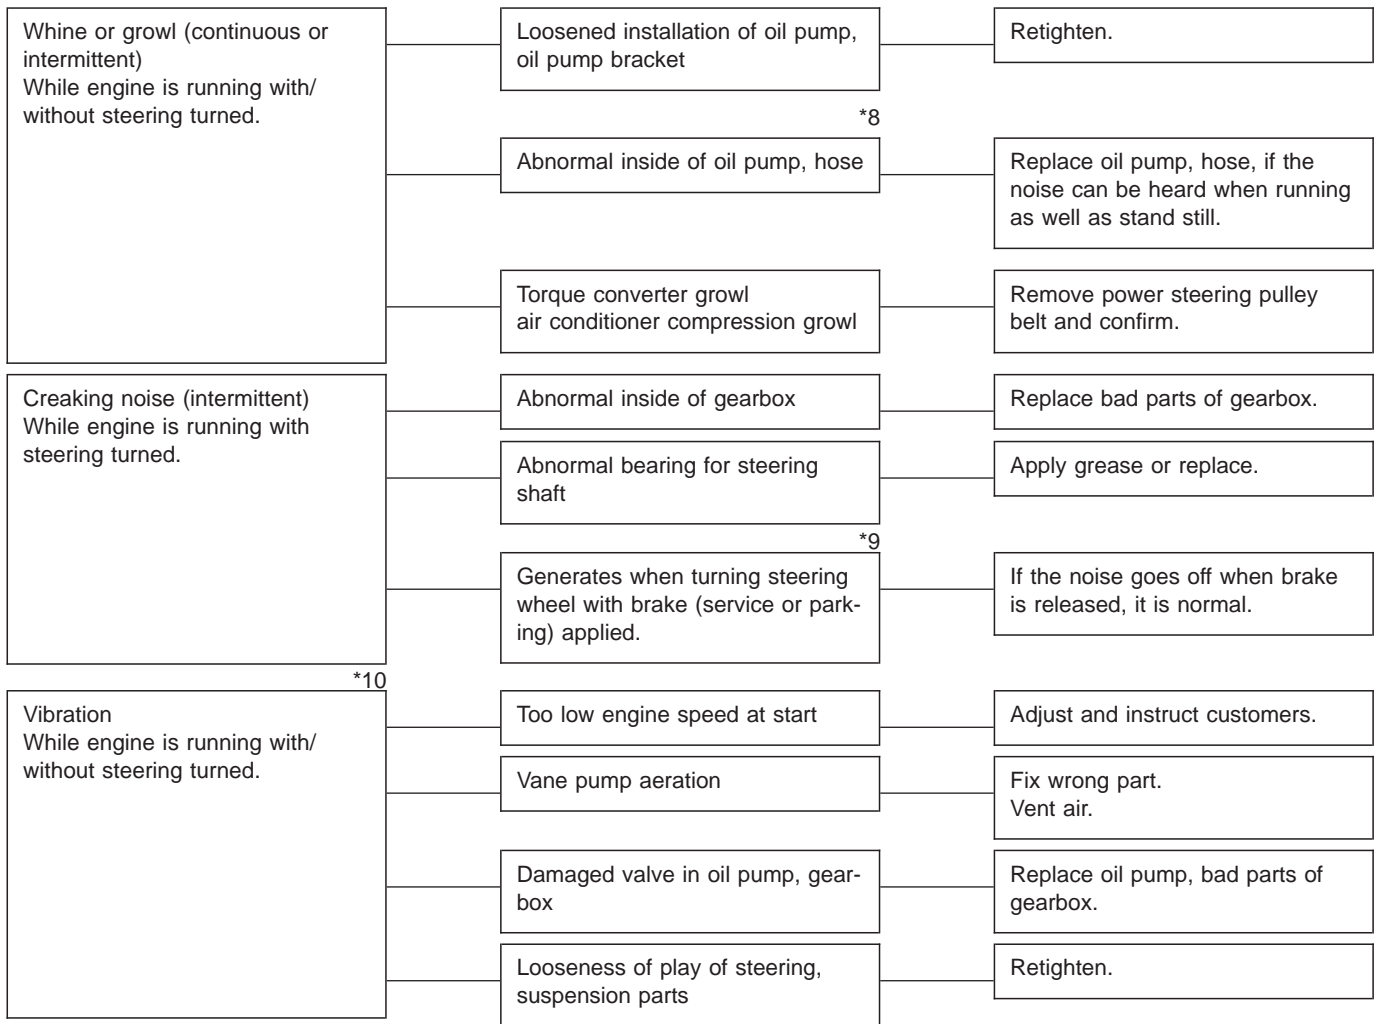 Whine or growl (continuous or
intermittent)
While engine is running with/
without steering turned.
Loosened installation of oil pump,
oil pump bracket
Retighten.
*8
Abnormal inside of oil pump, hose
Replace oil pump, hose, if the
noise can be heard when running
as well as stand still.
Torque converter growl
air conditioner compression growl
Remove power steering pulley
belt and confirm.
Creaking noise (intermittent)
While engine is running with
steering turned.
Abnormal inside of gearbox
Replace bad parts of gearbox.
Abnormal bearing for steering
shaft
Apply grease or replace.
*9
Generates when turning steering
wheel with brake (service or park-
ing) applied.
If the noise goes off when brake
is released, it is normal.
*10
Vibration
While engine is running with/
without steering turned.
Too low engine speed at start
Adjust and instruct customers.
Vane pump aeration
Fix wrong part.
Vent air.
Damaged valve in oil pump, gear-
box
Replace oil pump, bad parts of
gearbox.
Looseness of play of steering,
suspension parts
Retighten.